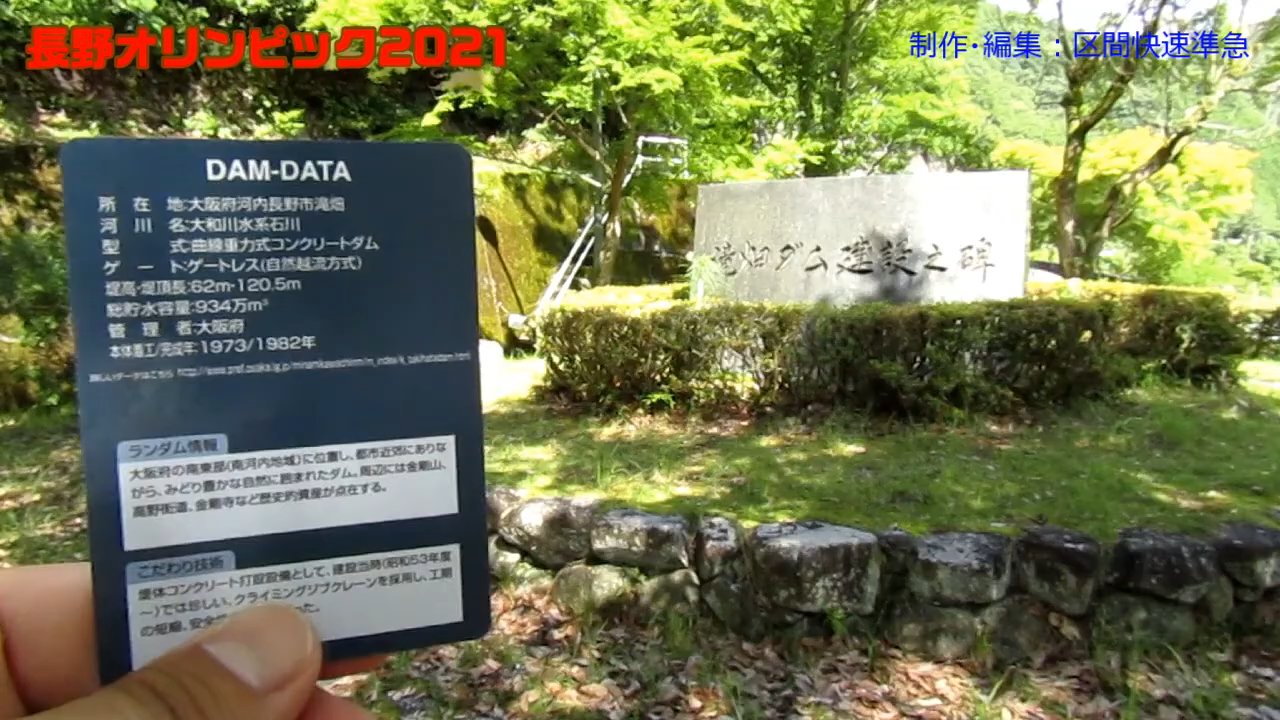 長野オリンピック2021
制作･編集：区間快速準急
DAM-DATA
所在地:大阪府河内長野市滝畑
河川名:大和川水系石川
型式:曲線重力式コンクリートダム
ゲート:ゲートレス(自然越流方式)
堤高･堤頂長:62m･120.5m
総貯水容量:934万m³
管理者:大阪府
本体着工/完成年:1973/1982年
詳しいデータはこちら
ランダム情報
大阪府の南東部(南河内地域)に位置し、都市近郊にありな
がら、みどり豊かな自然に囲まれたダム。周辺には金剛山、
高野街道、金剛寺など歴史的資産が点在する。
こだわり技術
堤体コンクリート打設設備として、建設当時(昭和53年度
～)では珍しい、クライミングジブクレーンを採用し、工期
の短縮、安全
た。
滝畑ダム建設之碑